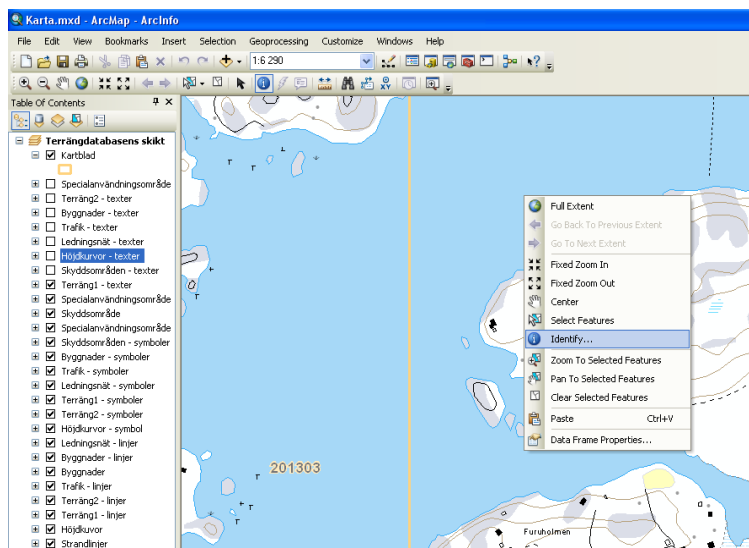 Karta.mxd - ArcMap - ArcInfo
File Edit View Bookmarks Insert Selection Geoprocessing Customize Windows Help
1:6 290
Table Of Contents
Terrängdatabasens skikt
Kartblad
Specialanvändningsområde
Terräng2 - texter
Byggnader - texter
Trafik - texter
Ledningsnät - texter
Höjdkurvor - texter
Skyddsområden - texter
Terräng1 - texter
Specialanvändningsområde
Skyddsområde
Specialanvändningsområde
Skyddsområden - symboler
Byggnader - symboler
Trafik - symboler
Ledningsnät - symboler
Terräng1 - symboler
Terräng2 - symboler
Höjdkurvor - symbol
Ledningsnät - linjer
Byggnader - linjer
Byggnader
Trafik - linjer
Terräng2 - linjer
Terräng1 - linjer
Höjdkuvor
Strandlinjer
Full Extent
Go Back To Previous Extent
Go To Next Extent
Fixed Zoom In
Fixed Zoom Out
Center
Select Features
Identify...
Zoom To Selected Features
Pan To Selected Features
Clear Selected Features
Paste Ctrl+V
Data Frame Properties...
201303
Furuholmen